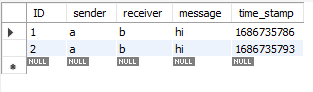 ID sender receiver message time_stamp
1 a b hi 1686735786
2 a b hi 1686735793
NULL NULL NULL NULL NULL